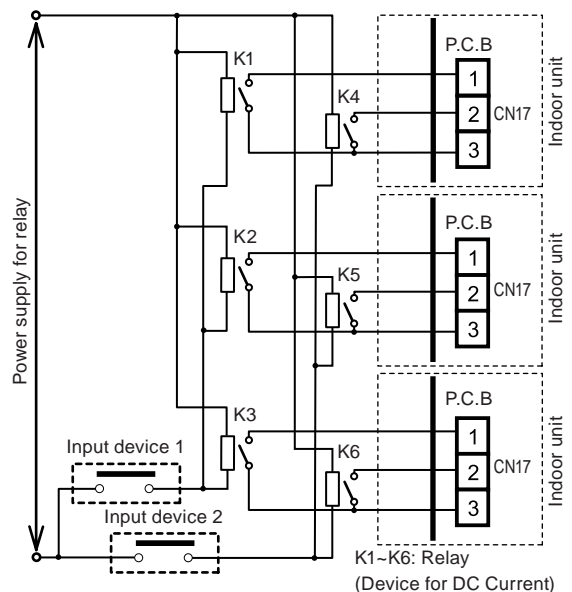 Power supply for relay
K1
K4
P.C.B
1
2
3
CN17
Indoor unit
K2
K5
P.C.B
1
2
3
CN17
Indoor unit
K3
K6
P.C.B
1
2
3
CN17
Indoor unit
Input device 1
Input device 2
K1~K6: Relay
(Device for DC Current)